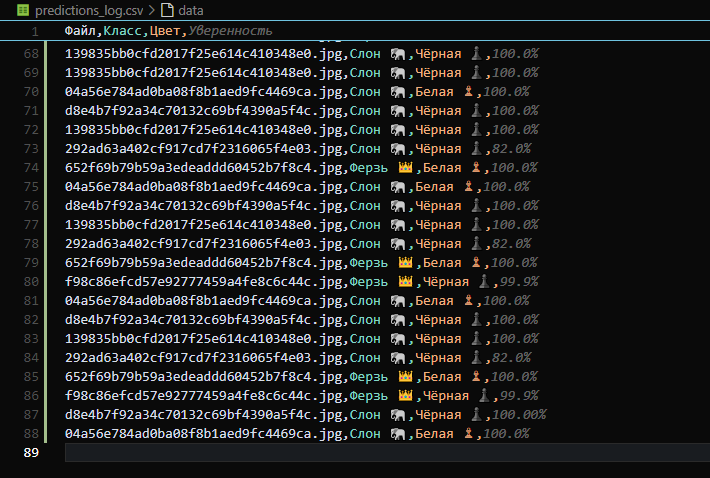 predictions_log.csv > data
1 Файл,Класс,Цвет,Уверенность
68 139835bb0cfd2017f25e614c410348e0.jpg,Слон 🐘,Чёрная ♟,100.0%
69 139835bb0cfd2017f25e614c410348e0.jpg,Слон 🐘,Чёрная ♟,100.0%
70 04a56e784ad0ba08f8b1aed9fc4469ca.jpg,Слон 🐘,Белая ♟,100.0%
71 d8e4b7f92a34c70132c69bf4390a5f4c.jpg,Слон 🐘,Чёрная ♟,100.0%
72 139835bb0cfd2017f25e614c410348e0.jpg,Слон 🐘,Чёрная ♟,100.0%
73 292ad63a402cf917cd7f2316065f4e03.jpg,Слон 🐘,Чёрная ♟,82.0%
74 652f69b79b59a3edeaddd60452b7f8c4.jpg,Ферзь 👑,Белая ♟,100.0%
75 04a56e784ad0ba08f8b1aed9fc4469ca.jpg,Слон 🐘,Белая ♟,100.0%
76 d8e4b7f92a34c70132c69bf4390a5f4c.jpg,Слон 🐘,Чёрная ♟,100.0%
77 139835bb0cfd2017f25e614c410348e0.jpg,Слон 🐘,Чёрная ♟,100.0%
78 292ad63a402cf917cd7f2316065f4e03.jpg,Слон 🐘,Чёрная ♟,82.0%
79 652f69b79b59a3edeaddd60452b7f8c4.jpg,Ферзь 👑,Белая ♟,100.0%
80 f98c86efcd57e92777459a4fe8c6c44c.jpg,Ферзь 👑,Чёрная ♟,99.9%
81 04a56e784ad0ba08f8b1aed9fc4469ca.jpg,Слон 🐘,Белая ♟,100.0%
82 d8e4b7f92a34c70132c69bf4390a5f4c.jpg,Слон 🐘,Чёрная ♟,100.0%
83 139835bb0cfd2017f25e614c410348e0.jpg,Слон 🐘,Чёрная ♟,100.0%
84 292ad63a402cf917cd7f2316065f4e03.jpg,Слон 🐘,Чёрная ♟,82.0%
85 652f69b79b59a3edeaddd60452b7f8c4.jpg,Ферзь 👑,Белая ♟,100.0%
86 f98c86efcd57e92777459a4fe8c6c44c.jpg,Ферзь 👑,Чёрная ♟,99.9%
87 d8e4b7f92a34c70132c69bf4390a5f4c.jpg,Слон 🐘,Чёрная ♟,100.00%
88 04a56e784ad0ba08f8b1aed9fc4469ca.jpg,Слон 🐘,Белая ♟,100.0%
89